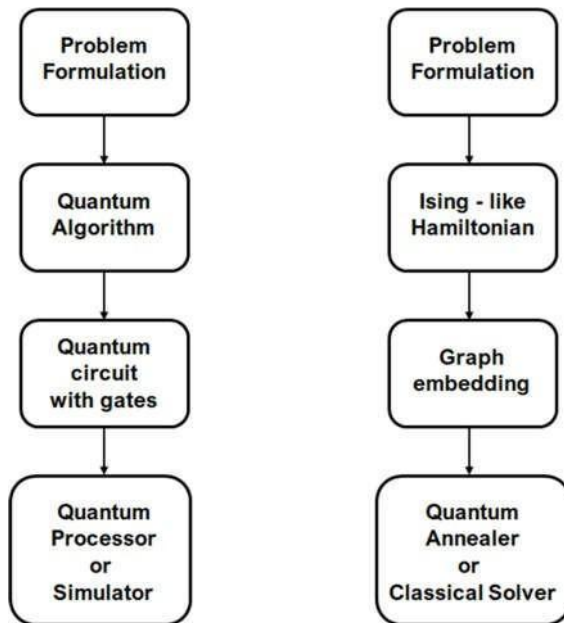 Problem
Formulation
Quantum
Algorithm
Quantum
circuit
with gates
Quantum
Processor
or
Simulator
Problem
Formulation
Ising - like
Hamiltonian
Graph
embedding
Quantum
Annealer
or
Classical Solver